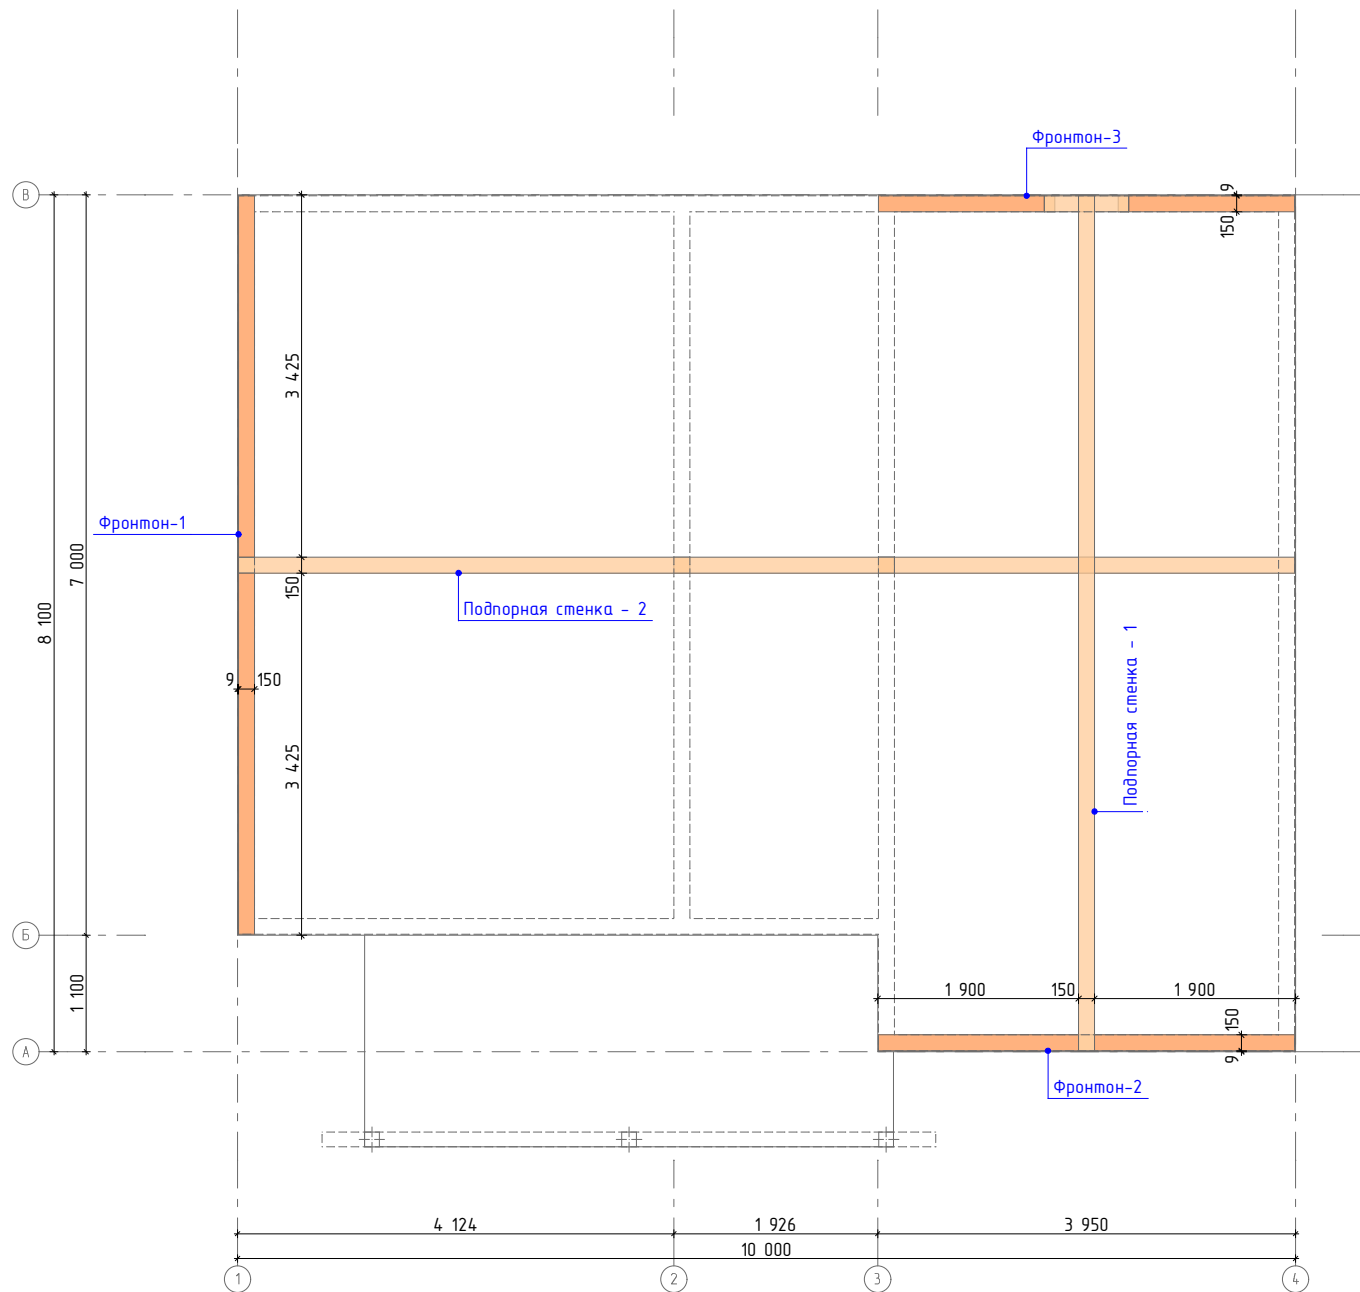 Фронтон-3
В
9
150
3 425
Фронтон-1
7 000
150
Подпорная стенка - 2
8 100
Подпорная стенка - 1
9 150
3 425
Б
1 100
1 900 150 1 900
150
А
9
Фронтон-2
4 124 1 926 3 950
10 000
1 2 3 4